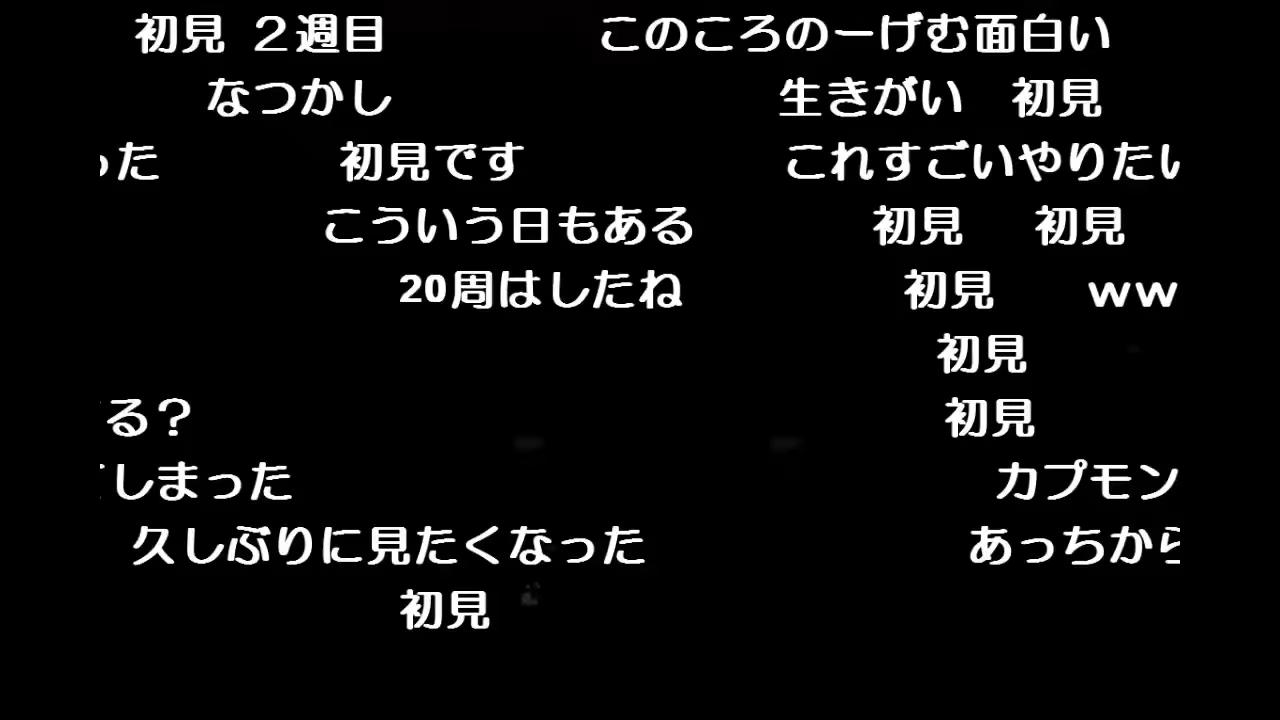 初見 ２週目 このころのーげむ面白い
なつかし 生きがい 初見
った 初見です これすごいやりたい
こういう日もある 初見 初見
20周はしたね 初見 ww
初見
る？ 初見
てしまった カプモン
久しぶりに見たくなった あっちから
初見